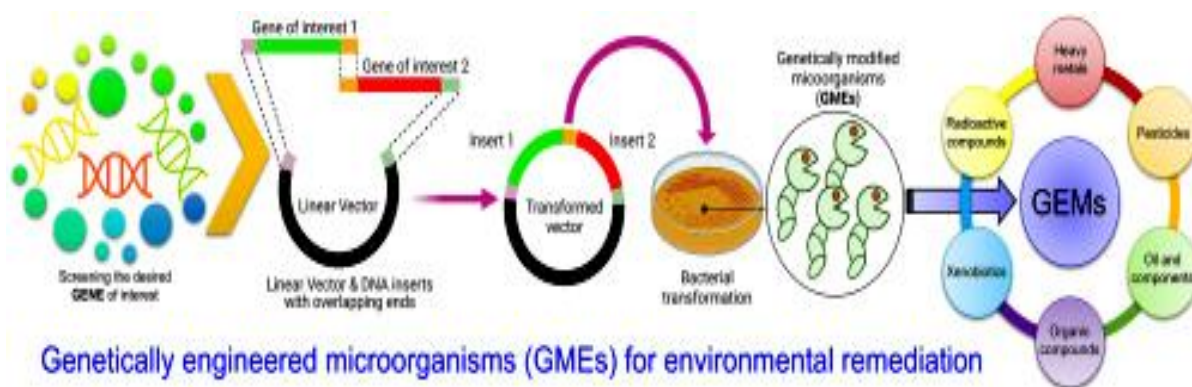 Gene of interest 1
Gene of interest 2
Linear Vector
Screening the desired
GENE of interest
Linear Vector & DNA inserts
with overlapping ends
Insert 1
Insert 2
Transformed
vector
Bacterial
transformation
Genetically modified
micoorganisms
(GMEs)
GEMs
Heavy
metals
Pesticides
Oil and
components
Organic
compounds
Xenobiotics
Radioactive
compounds
Genetically engineered microorganisms (GMEs) for environmental remediation